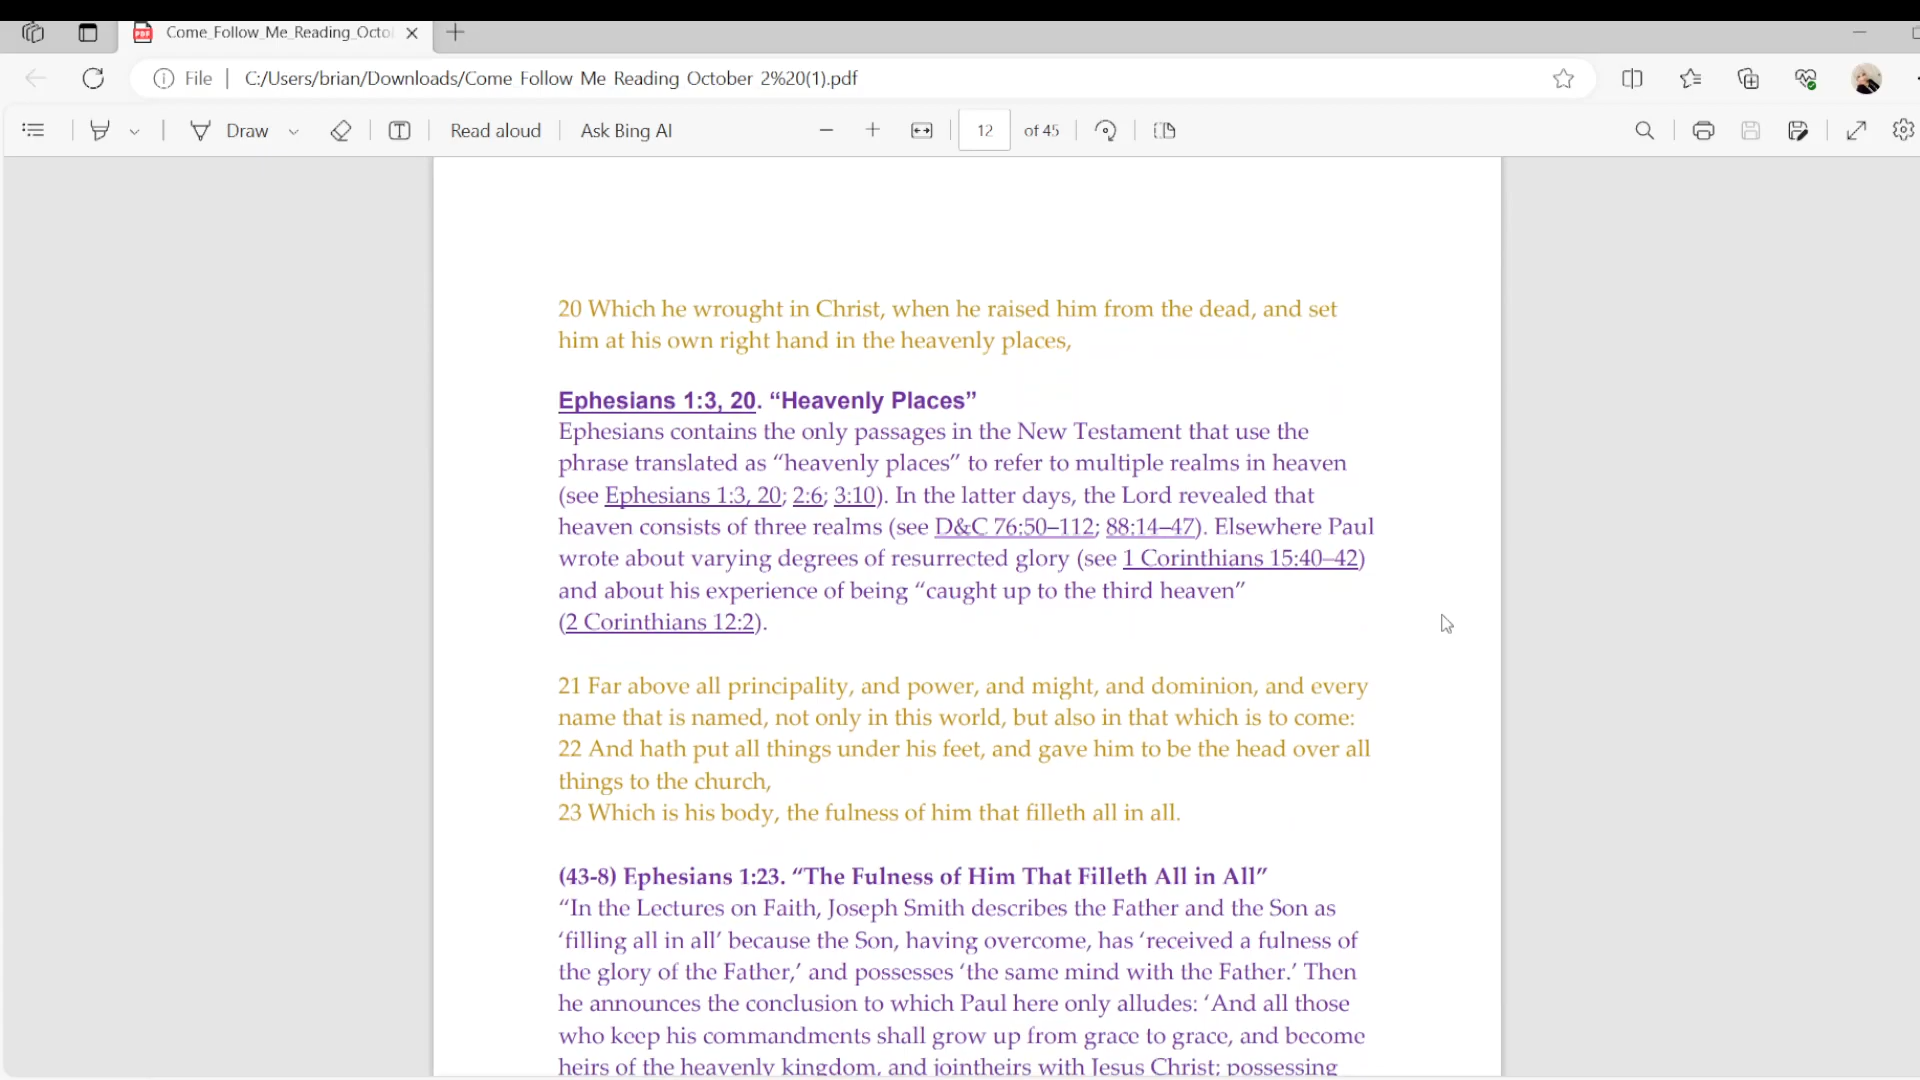 Come_Follow_Me_Reading_Octo
File | C:/Users/brian/Downloads/Come Follow Me Reading October 2%20(1).pdf
Draw Read aloud Ask Bing AI 12 of 45
20 Which he wrought in Christ, when he raised him from the dead, and set
him at his own right hand in the heavenly places,
Ephesians 1:3, 20. “Heavenly Places”
Ephesians contains the only passages in the New Testament that use the
phrase translated as “heavenly places” to refer to multiple realms in heaven
(see Ephesians 1:3, 20; 2:6; 3:10). In the latter days, the Lord revealed that
heaven consists of three realms (see D&C 76:50–112; 88:14–47). Elsewhere Paul
wrote about varying degrees of resurrected glory (see 1 Corinthians 15:40–42)
and about his experience of being “caught up to the third heaven”
(2 Corinthians 12:2).
21 Far above all principality, and power, and might, and dominion, and every
name that is named, not only in this world, but also in that which is to come:
22 And hath put all things under his feet, and gave him to be the head over all
things to the church,
23 Which is his body, the fulness of him that filleth all in all.
(43-8) Ephesians 1:23. “The Fulness of Him That Filleth All in All”
“In the Lectures on Faith, Joseph Smith describes the Father and the Son as
‘filling all in all’ because the Son, having overcome, has ‘received a fulness of
the glory of the Father,’ and possesses ‘the same mind with the Father.’ Then
he announces the conclusion to which Paul here only alludes: ‘And all those
who keep his commandments shall grow up from grace to grace, and become
heirs of the heavenly kingdom, and jointheirs with Jesus Christ; possessing